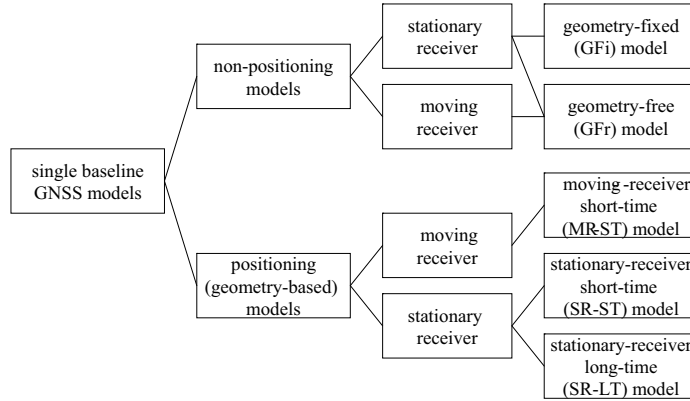 single baseline
GNSS models
non-positioning
models
positioning
(geometry-based)
models
stationary
receiver
moving
receiver
moving
receiver
stationary
receiver
geometry-fixed
(GFi) model
geometry-free
(GFr) model
moving-receiver
short-time
(MR-ST) model
stationary-receiver
short-time
(SR-ST) model
stationary-receiver
long-time
(SR-LT) model